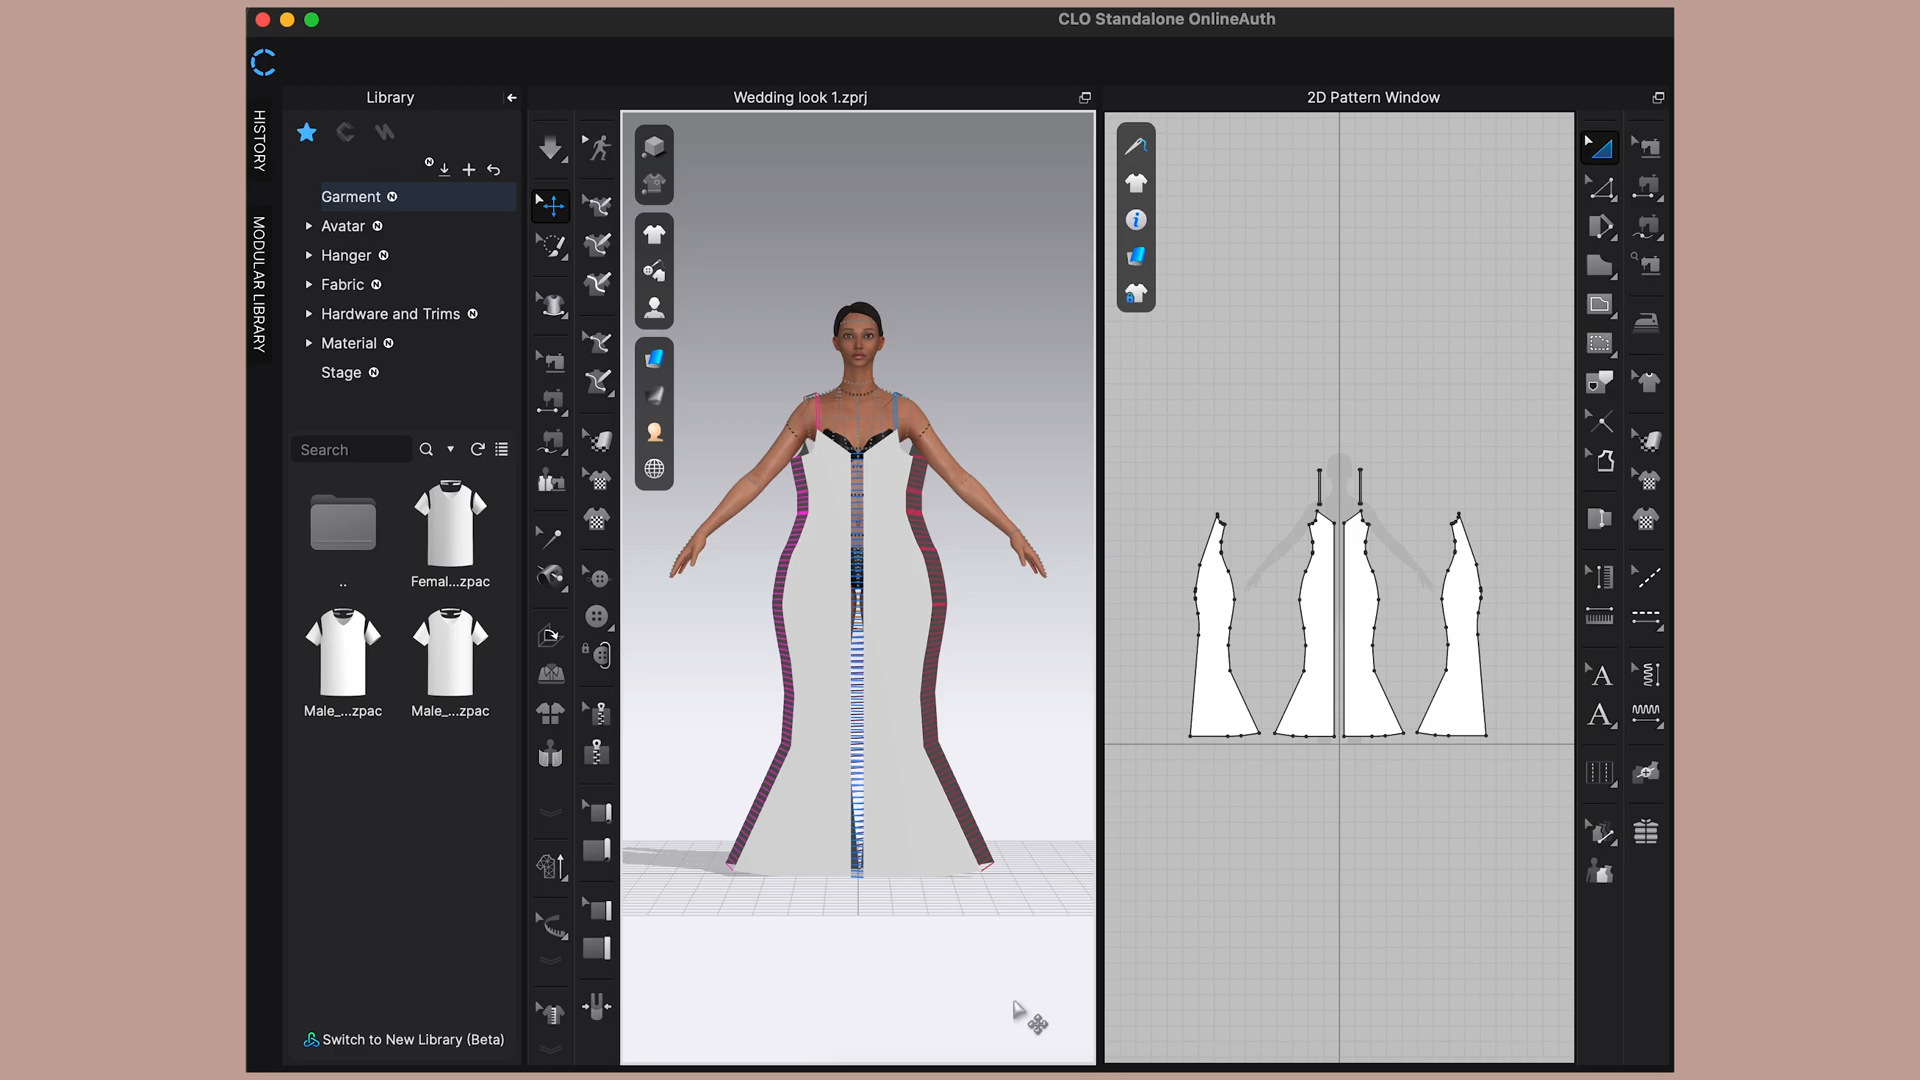 CLO Standalone OnlineAuth
HISTORY
MODULAR LIBRARY
Library
Garment N
Avatar N
Hanger N
Fabric N
Hardware and Trims N
Material N
Stage N
Search
..
Femal...zpac
Male_...zpac
Male_...zpac
Switch to New Library (Beta)
Wedding look 1.zprj
2D Pattern Window
A
A